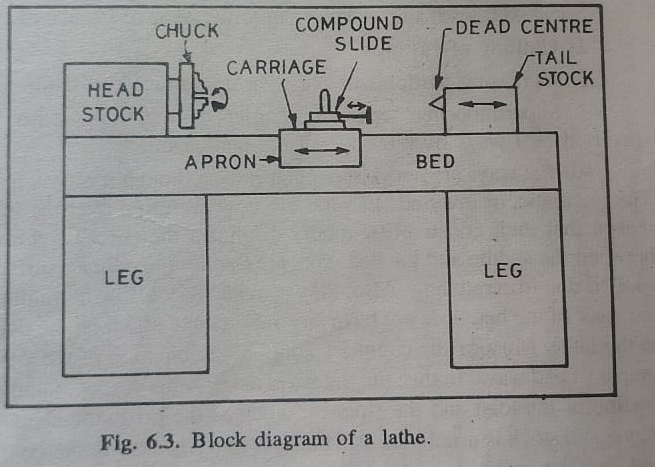 CHUCK
COMPOUND
SLIDE
DEAD CENTRE
CARRIAGE
TAIL
STOCK
HEAD
STOCK
APRON
BED
LEG
LEG
Fig. 6.3. Block diagram of a lathe.